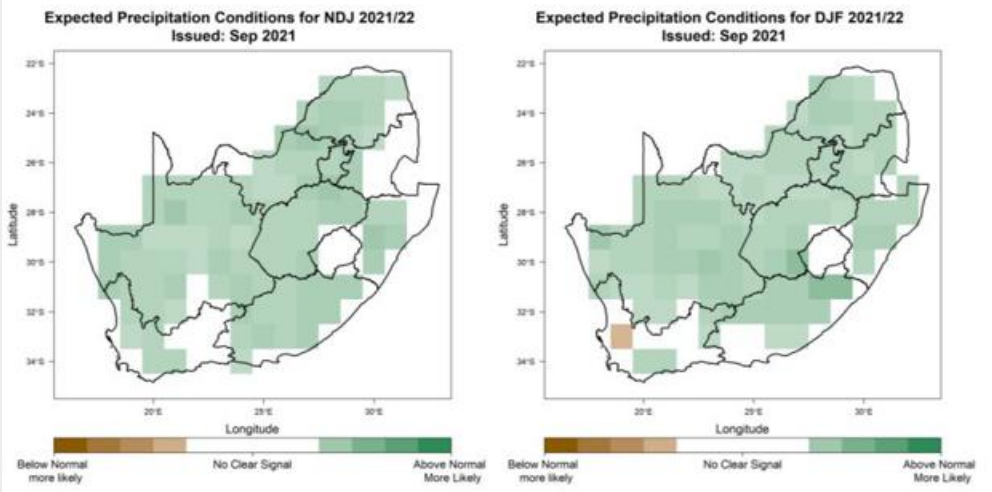 Expected Precipitation Conditions for NDJ 2021/22
Issued: Sep 2021
22°S
24°S
26°S
28°S
30°S
32°S
34°S
Latitude
20°E
25°E
30°E
Longitude
Below Normal
more likely
No Clear Signal
Above Normal
More Likely
Expected Precipitation Conditions for DJF 2021/22
Issued: Sep 2021
22°S
24°S
26°S
28°S
30°S
32°S
34°S
Latitude
20°E
25°E
30°E
Longitude
Below Normal
more likely
No Clear Signal
Above Normal
More Likely